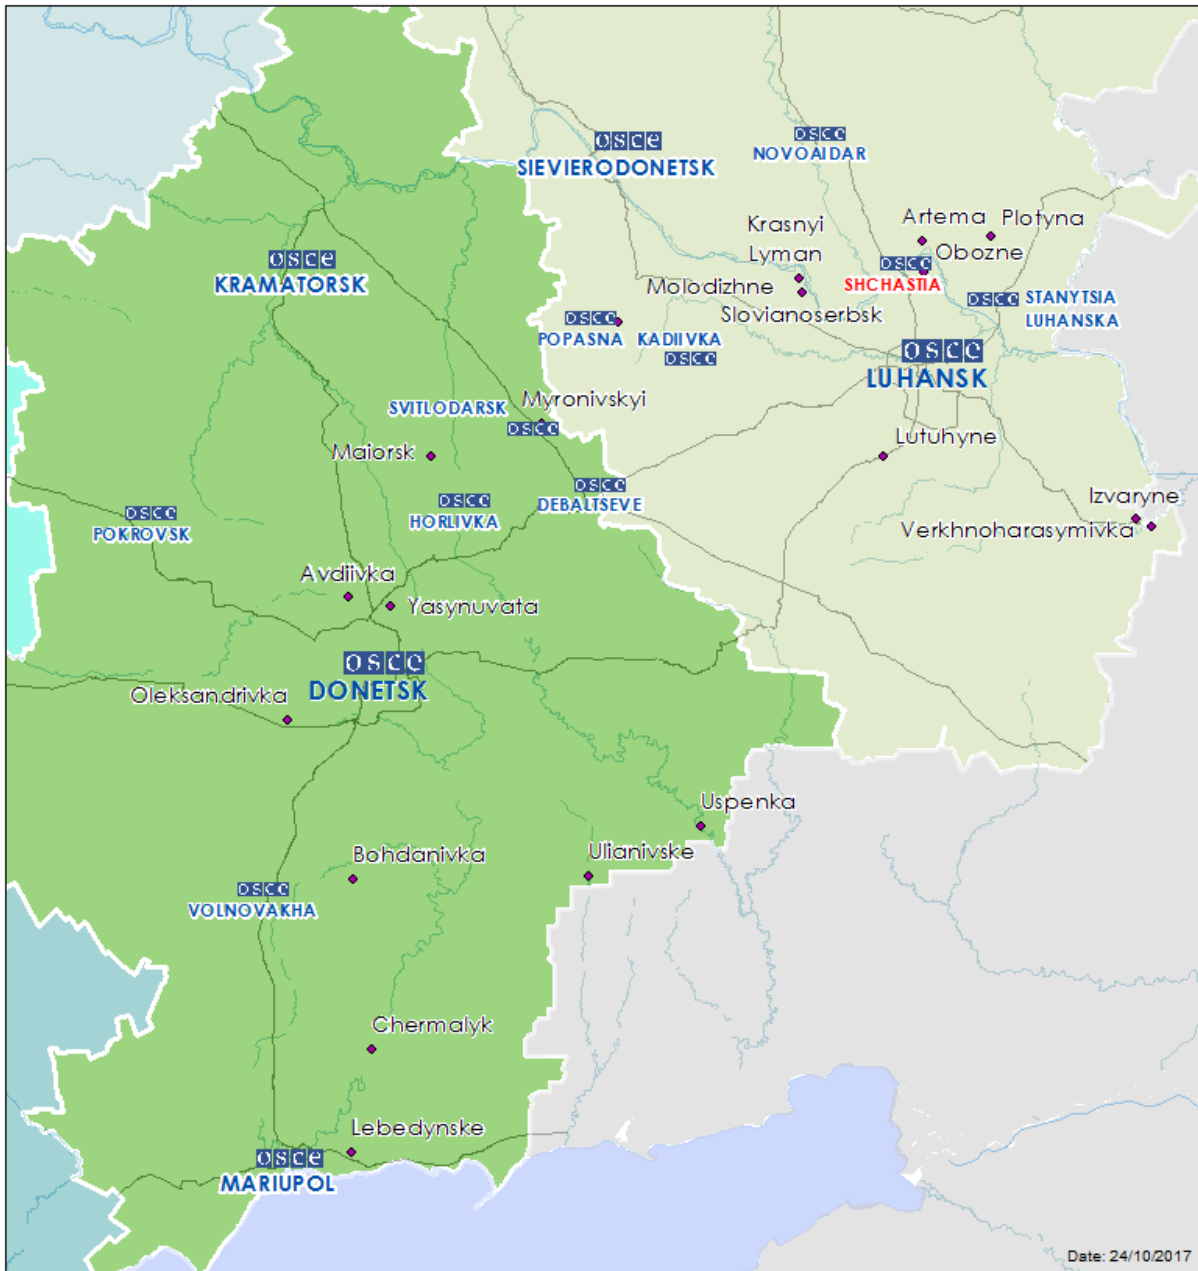 osce
SIEVIERODONETSK
osce
NOVOAIDAR
Krasnyi
Lyman
Artema
Plotyna
Obozne
osce
KRAMATORSK
Molodizhne
Slovianoserbsk
osce
SHCHASTIA
osce
STANYTSIA
LUHANSKA
osce
POPASNA
KADIIVKA
osce
osce
LUHANSK
SVITLODARSK
Myronivskyi
osce
Maiorsk
Lutuhyne
osce
HORLIVKA
osce
DEBALTSEVE
osce
POKROVSK
Izvaryne
Verkhnoharasymivka
Avdiivka
Yasynuvata
osce
DONETSK
Oleksandrivka
Uspenka
Bohdanivka
Ulianivske
osce
VOLNOVAKHA
Chermalyk
Lebedynske
osce
MARIUPOL
Date: 24/10/2017